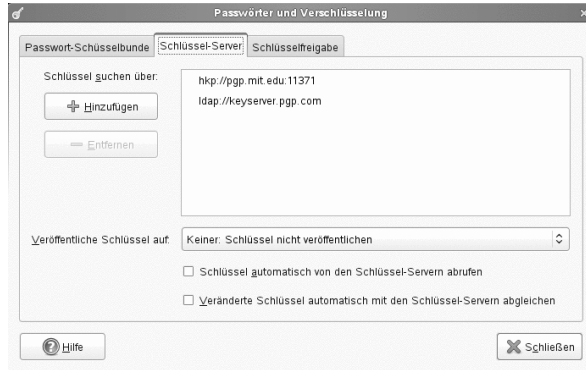 Passwörter und Verschlüsselung
Passwort-Schüsselbunde
Schlüssel-Server
Schlüsselfreigabe
Schlüssel suchen über:
hkp://pgp.mit.edu:11371
ldap://keyserver.pgp.com
Hinzufügen
Entfernen
Veröffentliche Schlüssel auf:
Keiner: Schlüssel nicht veröffentlichen
Schlüssel automatisch von den Schlüssel-Servern abrufen
Veränderte Schlüssel automatisch mit den Schlüssel-Servern abgleichen
Hilfe
Schließen